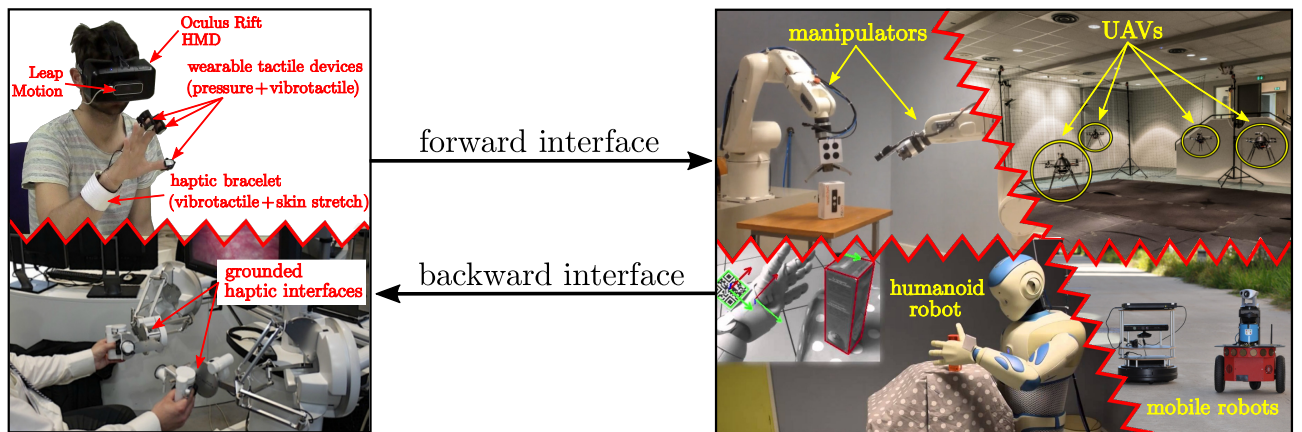 Oculus Rift
HMD
Leap
Motion
wearable tactile devices
(pressure+vibrotactile)
haptic bracelet
(vibrotactile+skin stretch)
grounded
haptic interfaces
forward interface
backward interface
manipulators
UAVs
humanoid
robot
mobile robots